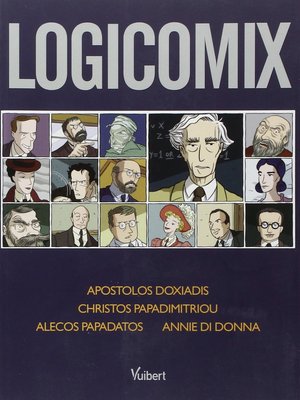 LOGICOMIX
APOSTOLOS DOXIADIS
CHRISTOS PAPADIMITRIOU
ALECOS PAPADATOS ANNIE DI DONNA
Vuibert